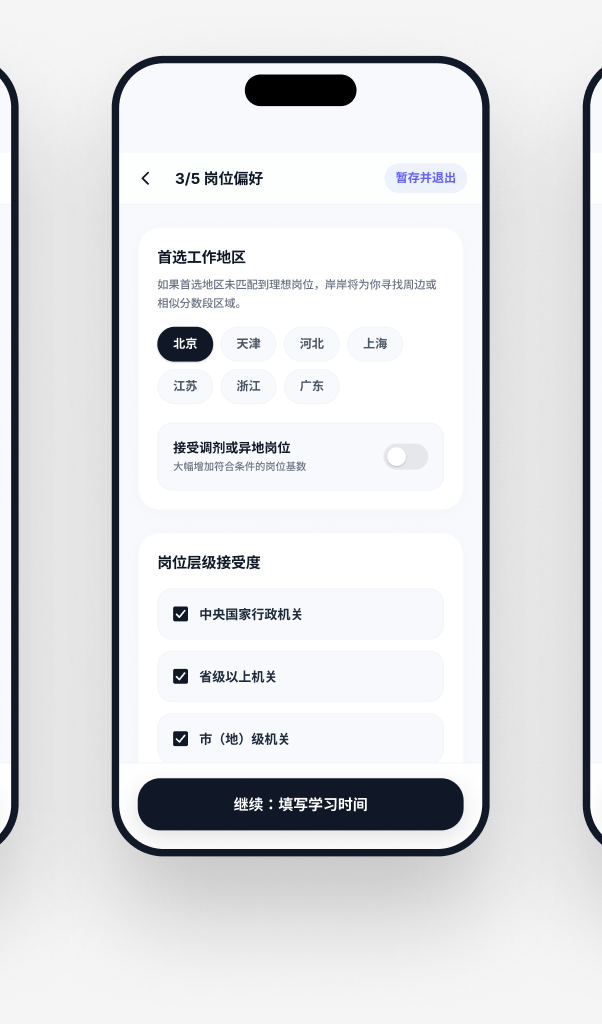 3/5 岗位偏好
暂存并退出
首选工作地区
如果首选地区未匹配到理想岗位，岸岸将为你寻找周边或
相似分数段区域。
北京 天津 河北 上海
江苏 浙江 广东
接受调剂或异地岗位
大幅增加符合条件的岗位基数
岗位层级接受度
中央国家行政机关
省级以上机关
市（地）级机关
继续：填写学习时间